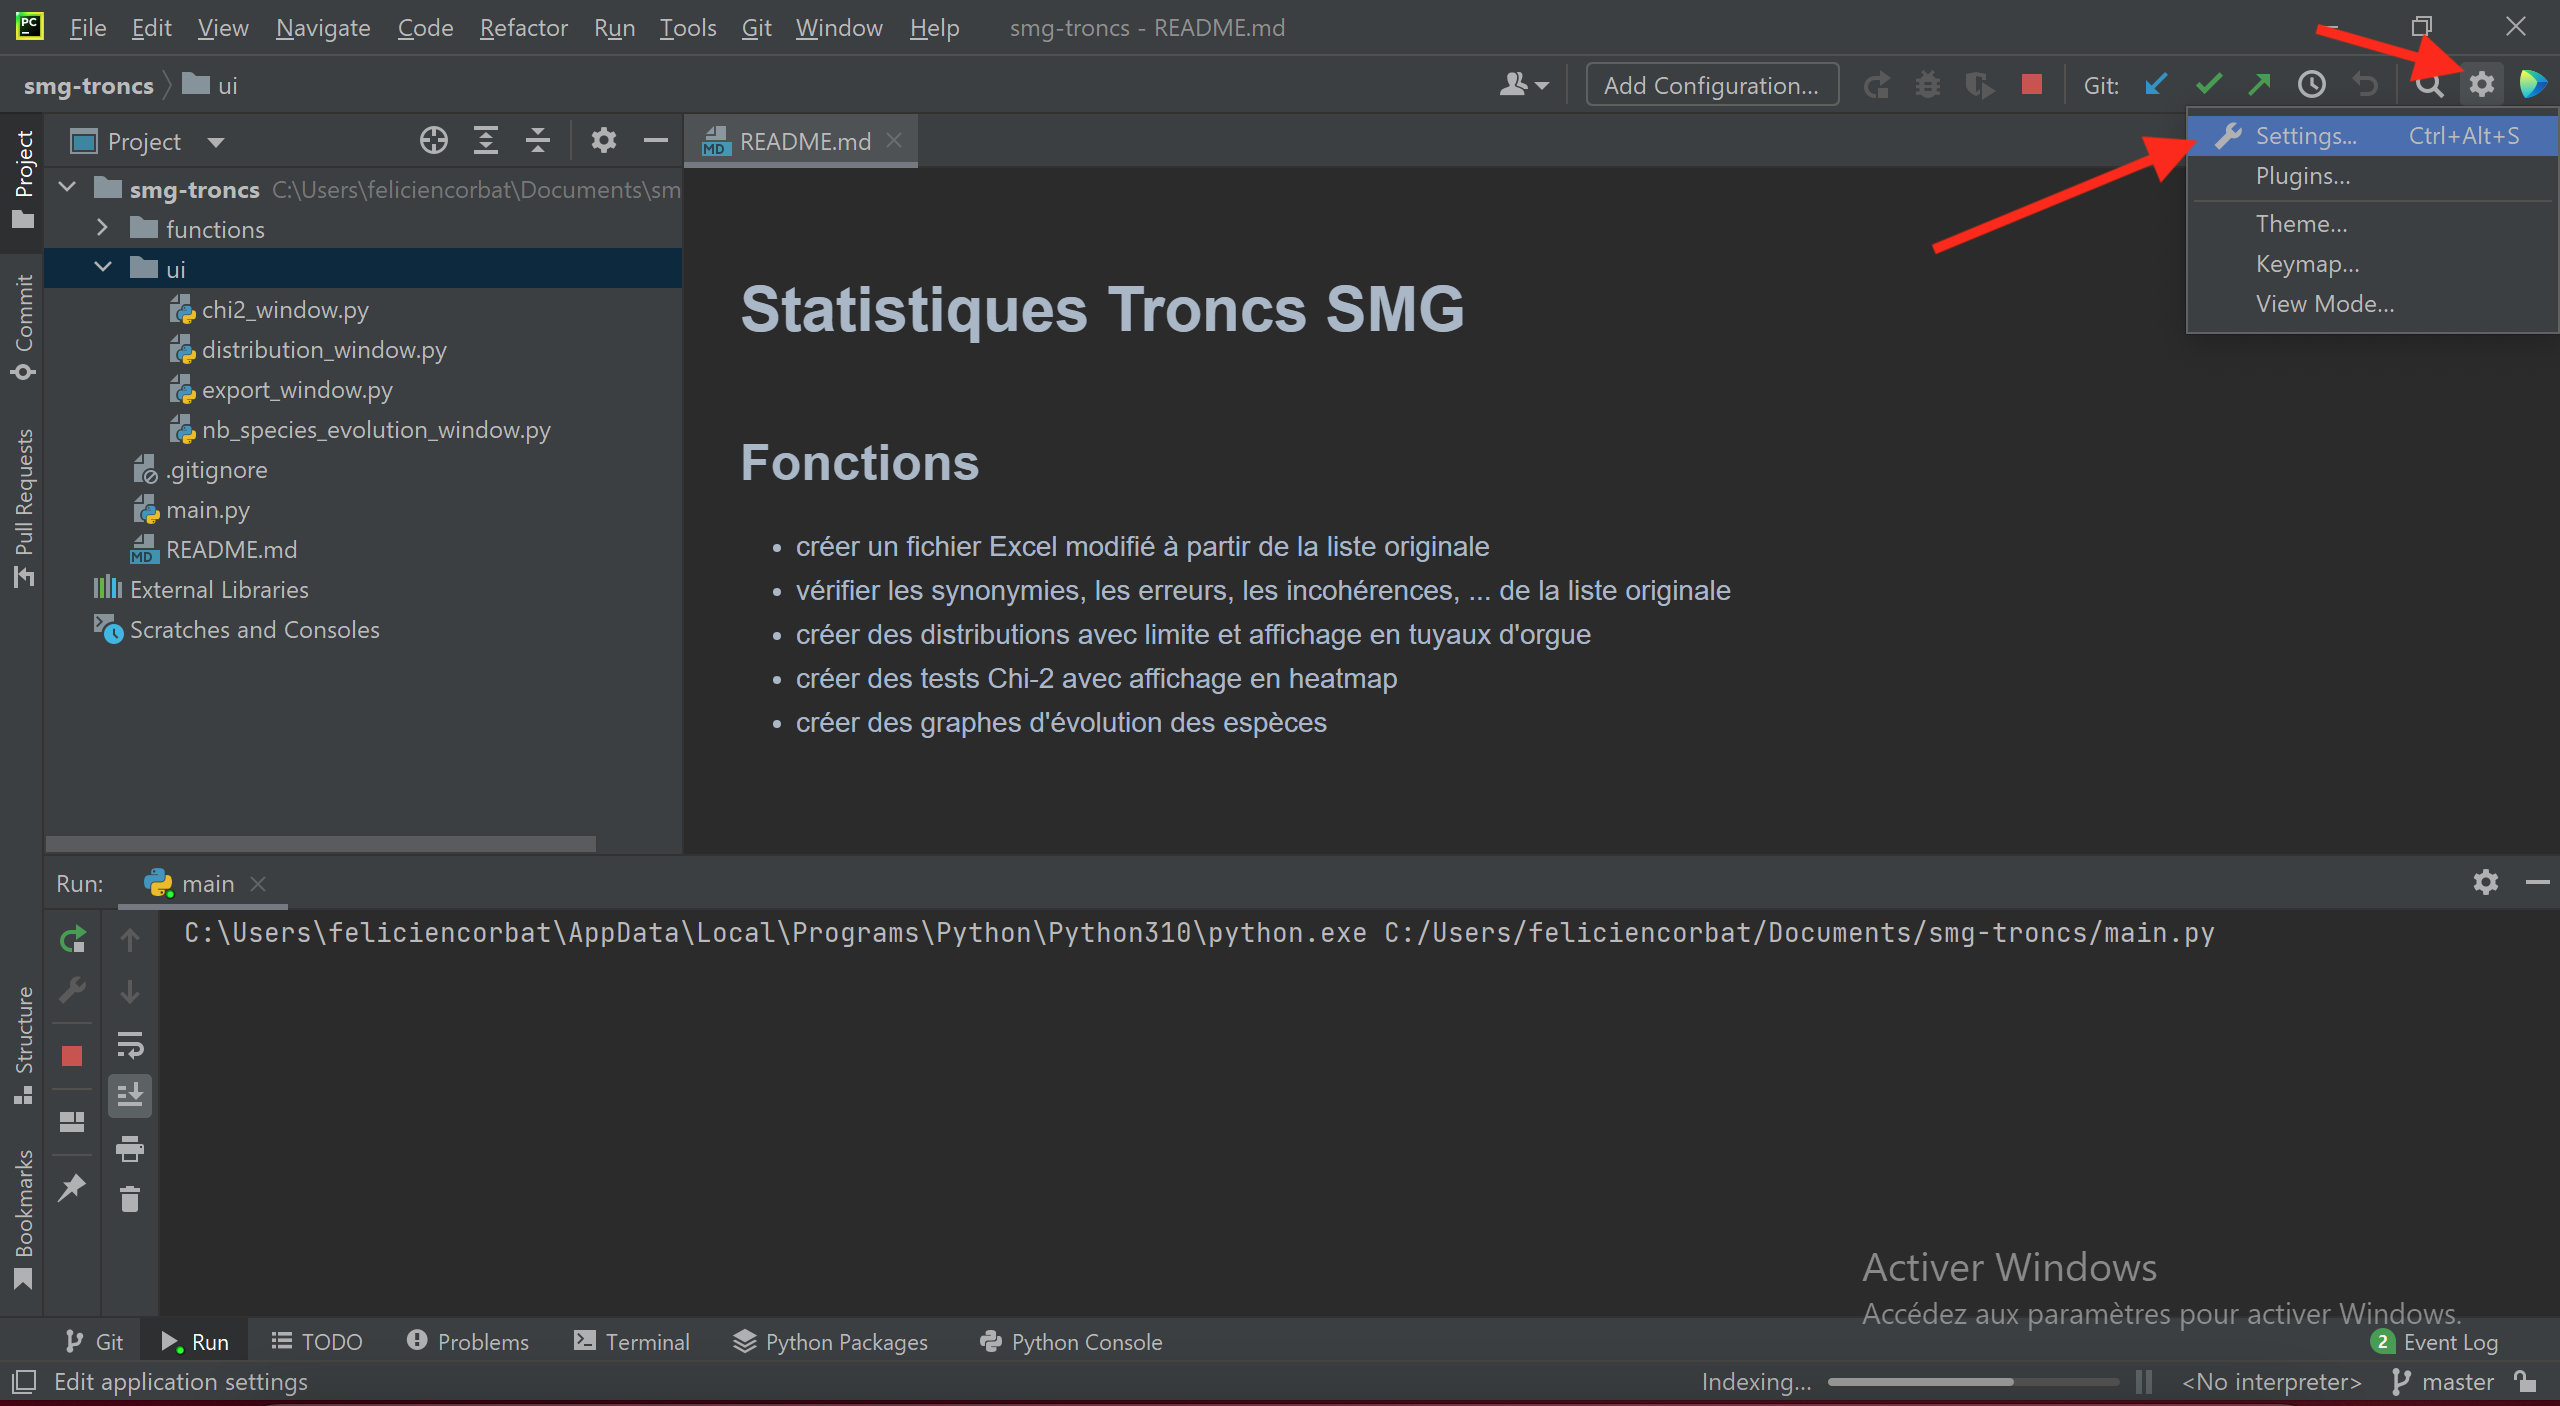 PC
File Edit View Navigate Code Refactor Run Tools Git Window Help smg-troncs - README.md
smg-troncs ui
Add Configuration... Git:
Project
README.md
Settings... Ctrl+Alt+S
Plugins...
Theme...
Keymap...
View Mode...
Project
Commit
Pull Requests
smg-troncs C:\Users\feliciencorbat\Documents\sm
functions
ui
chi2_window.py
distribution_window.py
export_window.py
nb_species_evolution_window.py
.gitignore
main.py
README.md
External Libraries
Scratches and Consoles
Statistiques Troncs SMG
Fonctions
• créer un fichier Excel modifié à partir de la liste originale
• vérifier les synonymies, les erreurs, les incohérences, ... de la liste originale
• créer des distributions avec limite et affichage en tuyaux d'orgue
• créer des tests Chi-2 avec affichage en heatmap
• créer des graphes d'évolution des espèces
Run: main
C:\Users\feliciencorbat\AppData\Local\Programs\Python\Python310\python.exe C:/Users/feliciencorbat/Documents/smg-troncs/main.py
Structure
Bookmarks
Activer Windows
Accédez aux paramètres pour activer Windows.
Git Run TODO Problems Terminal Python Packages Python Console 2 Event Log
Edit application settings Indexing... <No interpreter> master